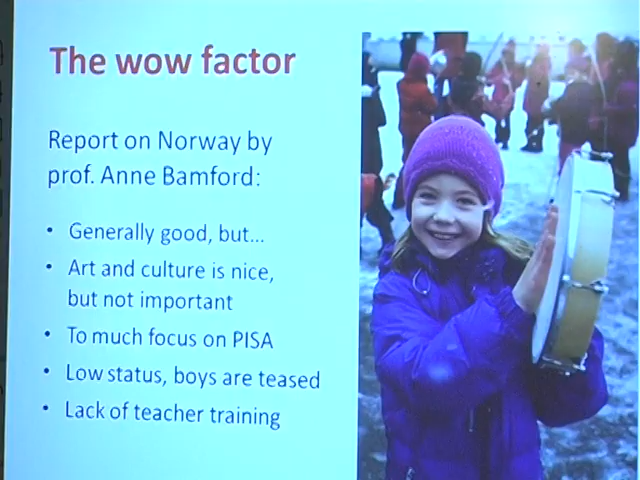 The wow factor
Report on Norway by
prof. Anne Bamford:
• Generally good, but...
• Art and culture is nice,
but not important
• To much focus on PISA
• Low status, boys are teased
• Lack of teacher training